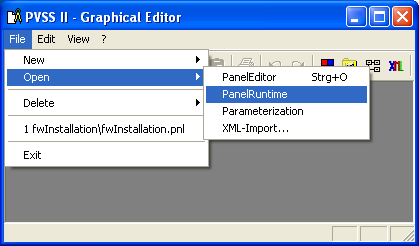 PVSS II - Graphical Editor
File Edit View ?
New
Open
Delete
1 fwInstallation\fwInstallation.pnl
Exit
PanelEditor Strg+O
PanelRuntime
Parameterization
XML-Import...
XML